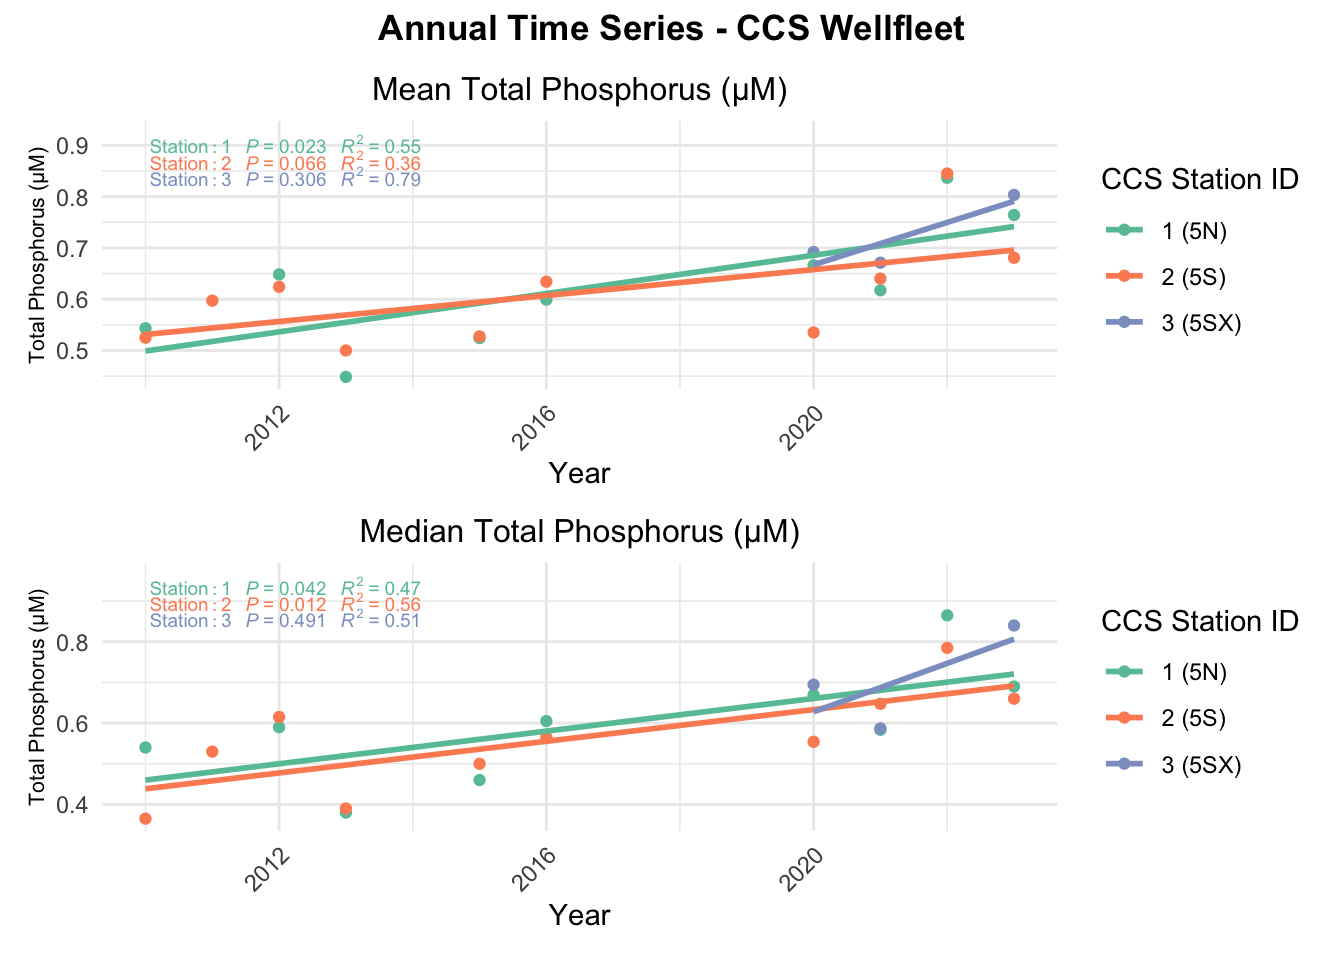 Annual Time Series - CCS Wellfleet
Mean Total Phosphorus (µM)
Total Phosphorus (µM)
0.9
0.8
0.7
0.6
0.5
Station: 1 P = 0.023 R² = 0.55
Station: 2 P = 0.066 R² = 0.36
Station: 3 P = 0.306 R² = 0.79
2012
2016
2020
Year
CCS Station ID
1 (5N)
2 (5S)
3 (5SX)
Median Total Phosphorus (µM)
Total Phosphorus (µM)
0.8
0.6
0.4
Station: 1 P = 0.042 R² = 0.47
Station: 2 P = 0.012 R² = 0.56
Station: 3 P = 0.491 R² = 0.51
2012
2016
2020
Year
CCS Station ID
1 (5N)
2 (5S)
3 (5SX)